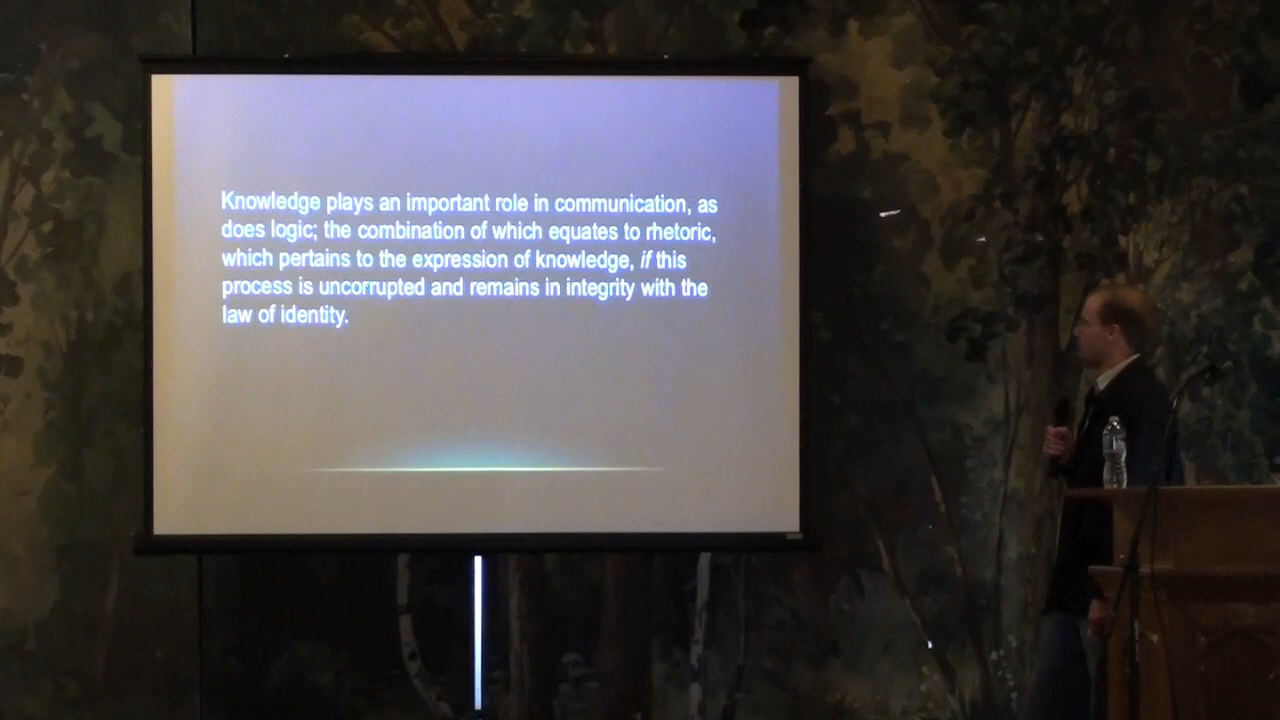 Knowledge plays an important role in communication, as
does logic; the combination of which equates to rhetoric,
which pertains to the expression of knowledge, if this
process is uncorrupted and remains in integrity with the
law of identity.